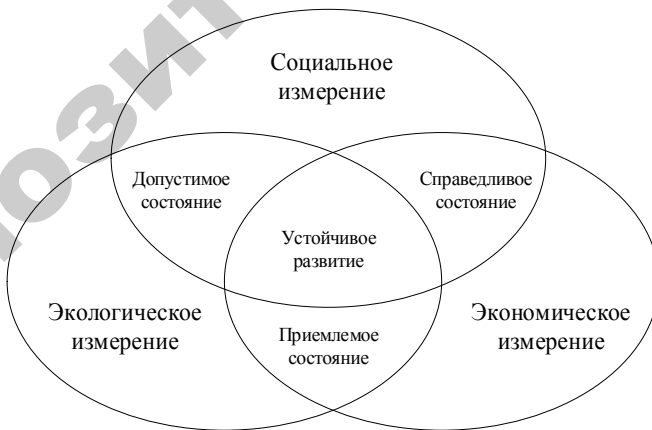 Социальное
измерение
Допустимое
состояние
Справедливое
состояние
Устойчивое
развитие
Экологическое
измерение
Экономическое
измерение
Приемлемое
состояние